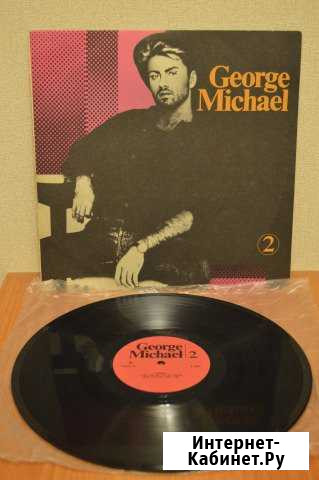 George
Michael
2
George
Michael 2
Интернет-
Кабинет.Ру